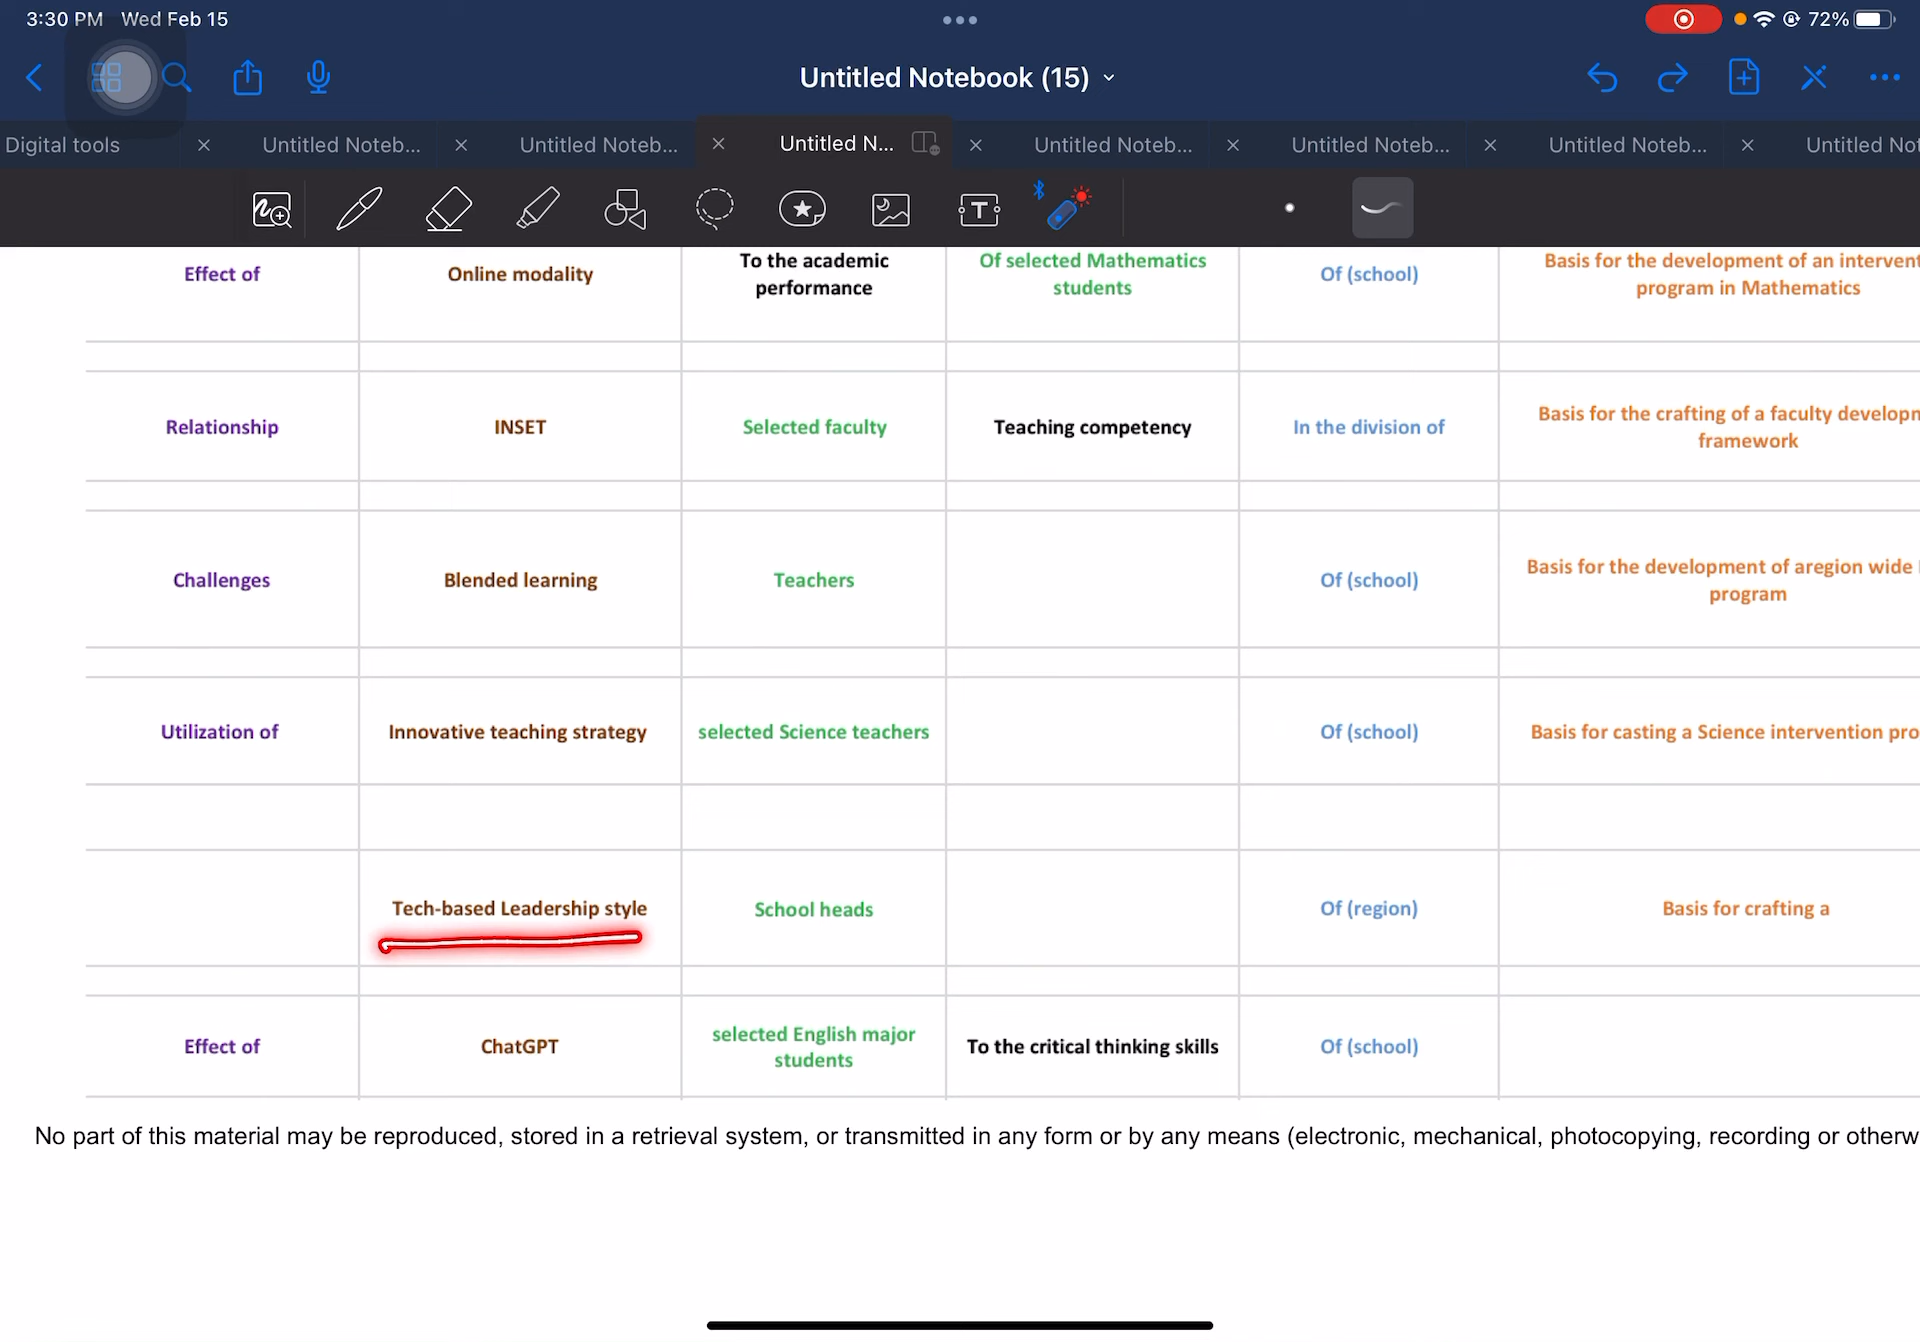 3:30 PM Wed Feb 15
72%
Untitled Notebook (15)
Digital tools
Untitled Noteb...
Untitled Noteb...
Untitled N...
Untitled Noteb...
Untitled Noteb...
Untitled Noteb...
Untitled Not
Effect of
Online modality
To the academic
performance
Of selected Mathematics
students
Of (school)
Basis for the development of an intervent
program in Mathematics
Relationship
INSET
Selected faculty
Teaching competency
In the division of
Basis for the crafting of a faculty developm
framework
Challenges
Blended learning
Teachers
Of (school)
Basis for the development of aregion wide
program
Utilization of
Innovative teaching strategy
selected Science teachers
Of (school)
Basis for casting a Science intervention pro
Tech-based Leadership style
School heads
Of (region)
Basis for crafting a
Effect of
ChatGPT
selected English major
students
To the critical thinking skills
Of (school)
No part of this material may be reproduced, stored in a retrieval system, or transmitted in any form or by any means (electronic, mechanical, photocopying, recording or otherw